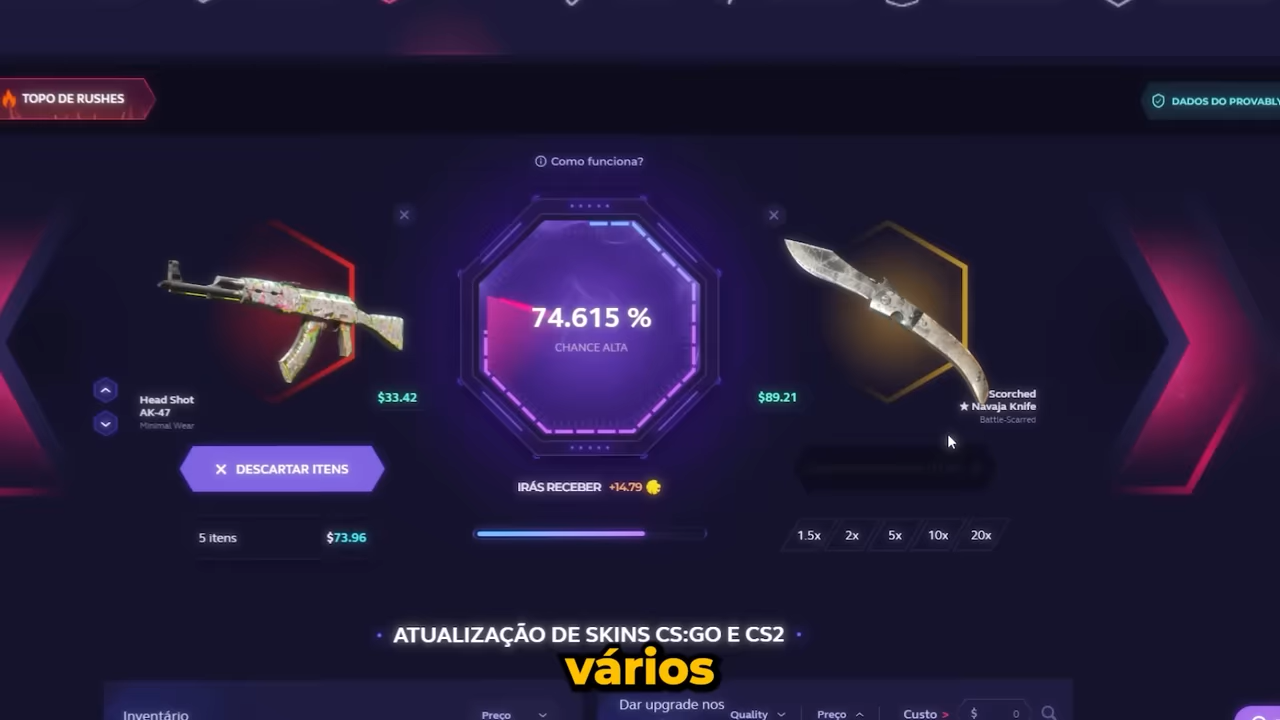 TOPO DE RUSHES
DADOS DO PROVABLY
Como funciona?
74.615 %
CHANCE ALTA
$33.42
Head Shot
AK-47
Minimal Wear
$89.21
Scorched
★ Navaja Knife
Battle-Scarred
DESCARTAR ITENS
IRÁS RECEBER +14.79
5 itens $73.96
1.5x 2x 5x 10x 20x
ATUALIZAÇÃO DE SKINS CS:GO E CS2
vários
Inventário Preço
Dar upgrade nos
Quality Preço Custo > $ 0